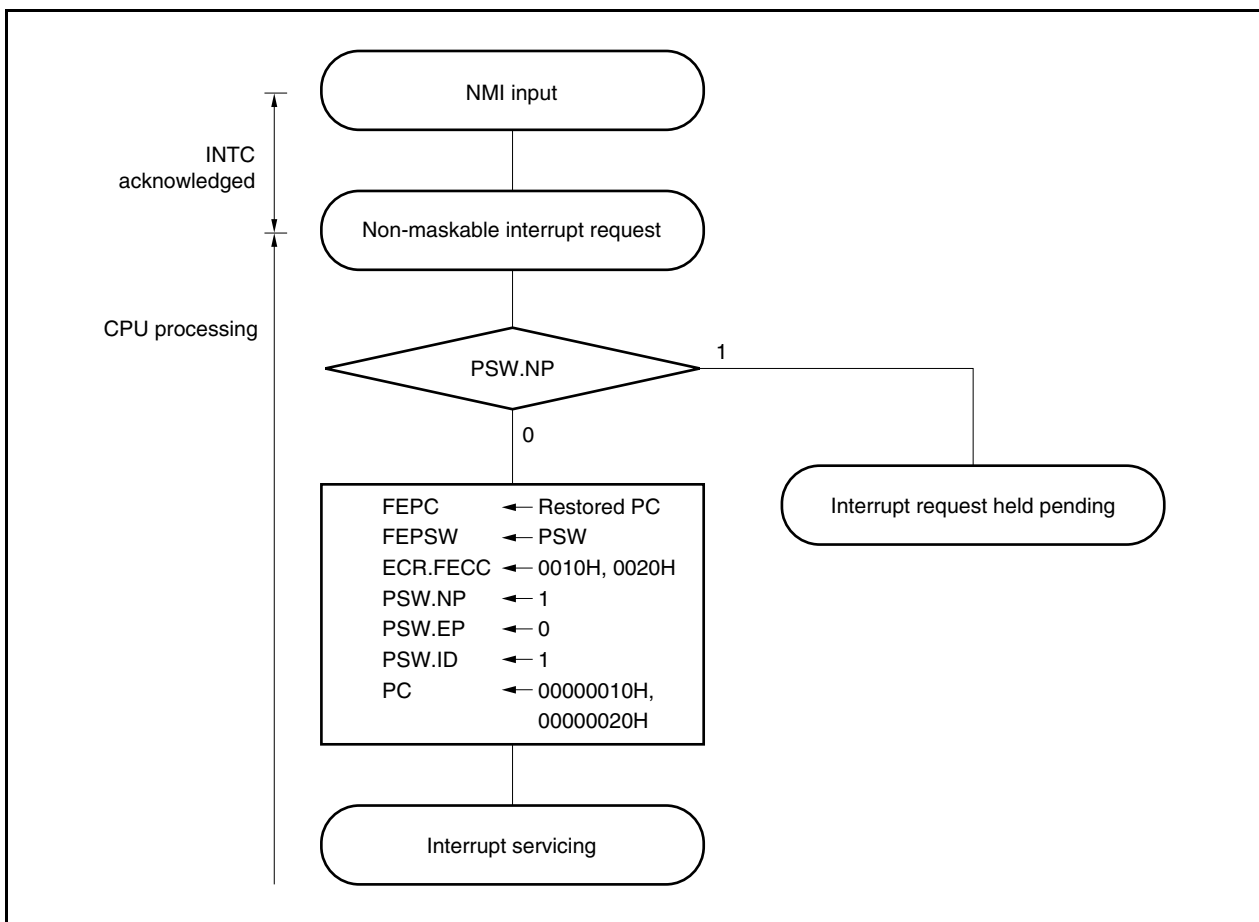 NMI input
INTC
acknowledged
Non-maskable interrupt request
CPU processing
PSW.NP
1
0
FEPC ← Restored PC
FEPSW ← PSW
ECR.FECC ← 0010H, 0020H
PSW.NP ← 1
PSW.EP ← 0
PSW.ID ← 1
PC ← 00000010H,
00000020H
Interrupt request held pending
Interrupt servicing